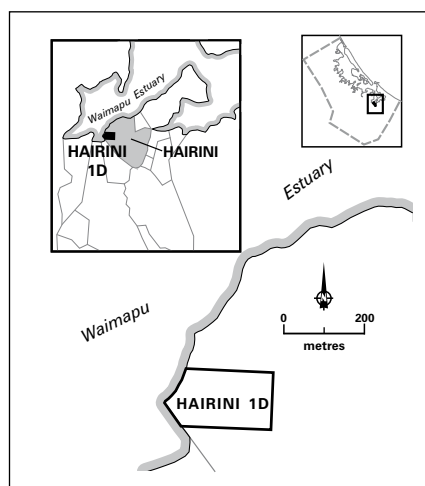 Waimapu Estuary
HAIRINI
1D
HAIRINI
Estuary
Waimapu
N
0 200
metres
HAIRINI 1D